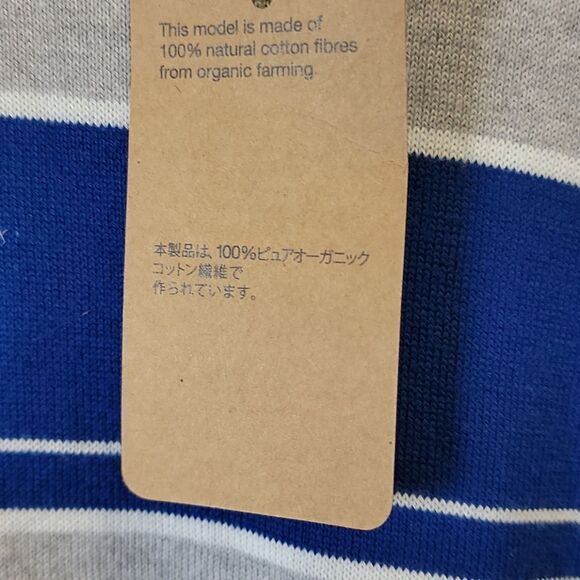 This model is made of
100% natural cotton fibres
from organic farming.
本製品は、100%ピュアオーガニック
コットン繊維で
作られています。